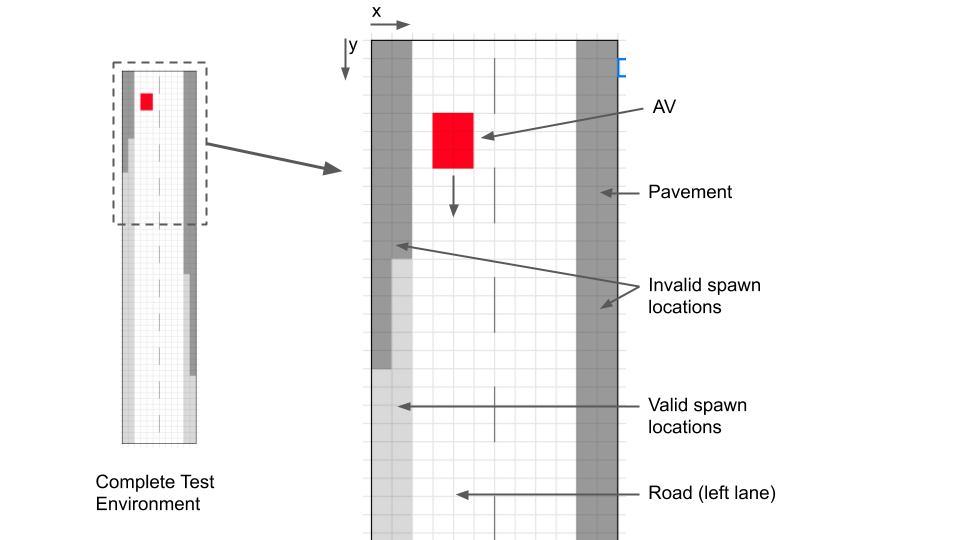 x
y
AV
Pavement
Invalid spawn
locations
Valid spawn
locations
Road (left lane)
Complete Test
Environment